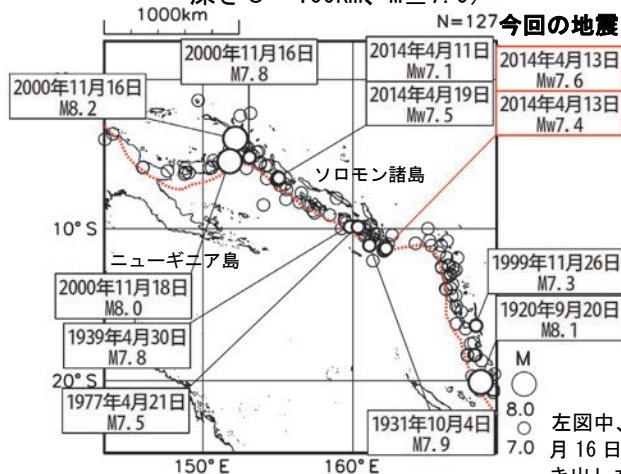 1000km
N=127
今回の地震
2000年11月16日
M7.8
2014年4月11日
Mw7.1
2014年4月13日
Mw7.6
2000年11月16日
M8.2
2014年4月19日
Mw7.5
2014年4月13日
Mw7.4
ソロモン諸島
10°S
ニューギニア島
2000年11月18日
M8.0
1999年11月26日
M7.3
1939年4月30日
M7.8
1920年9月20日
M8.1
20°S
1977年4月21日
M7.5
1931年10月4日
M7.9
M
8.0
7.0
左図中、
月16日
150°E
160°E